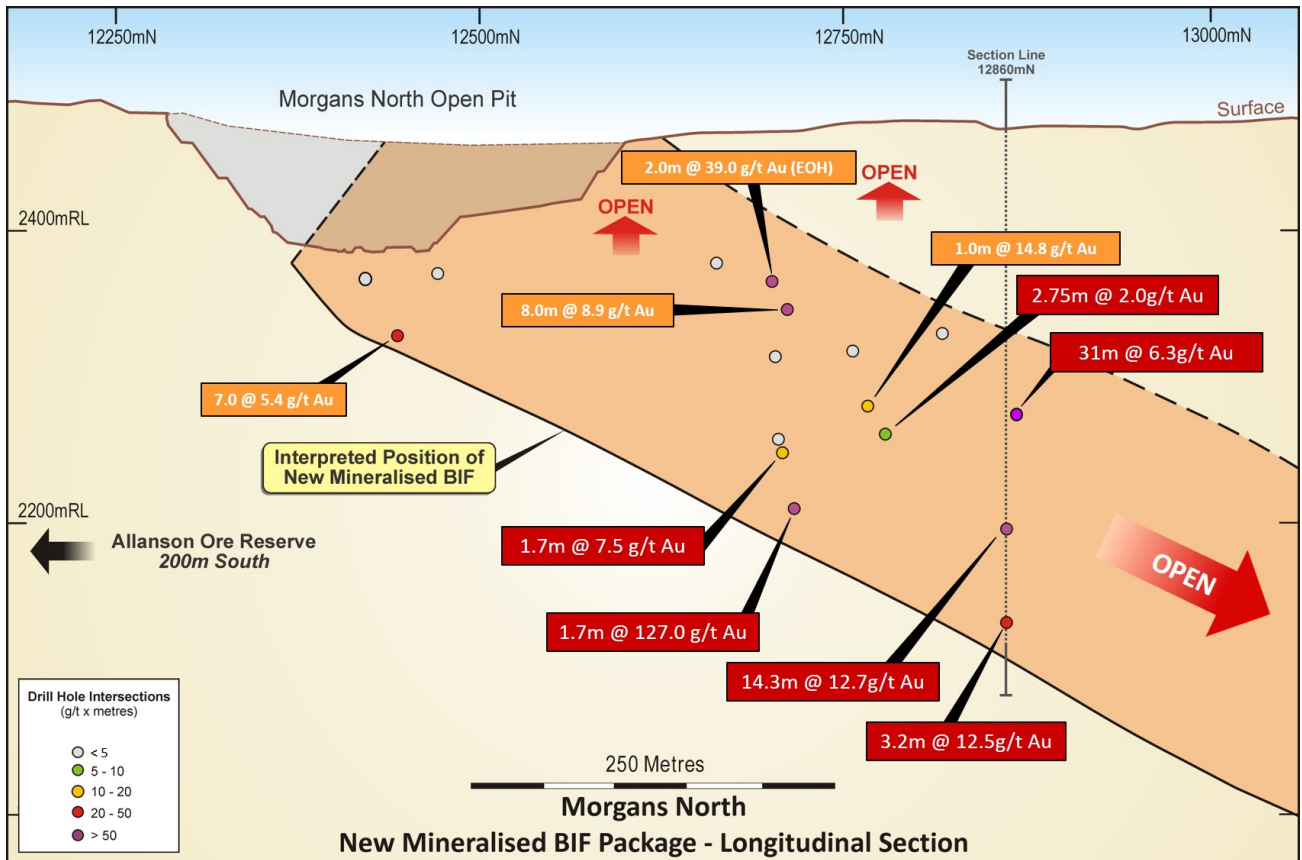 12250mN
12500mN
12750mN
13000mN
Section Line
12860mN
Morgans North Open Pit
Surface
2.0m @ 39.0 g/t Au (EOH)
OPEN
OPEN
2400mRL
1.0m @ 14.8 g/t Au
2.75m @ 2.0g/t Au
8.0m @ 8.9 g/t Au
31m @ 6.3g/t Au
7.0 @ 5.4 g/t Au
Interpreted Position of
New Mineralised BIF
2200mRL
Allanson Ore Reserve
200m South
1.7m @ 7.5 g/t Au
OPEN
1.7m @ 127.0 g/t Au
14.3m @ 12.7g/t Au
3.2m @ 12.5g/t Au
Drill Hole Intersections
(g/t x metres)
< 5
5 - 10
10 - 20
20 - 50
> 50
250 Metres
Morgans North
New Mineralised BIF Package - Longitudinal Section